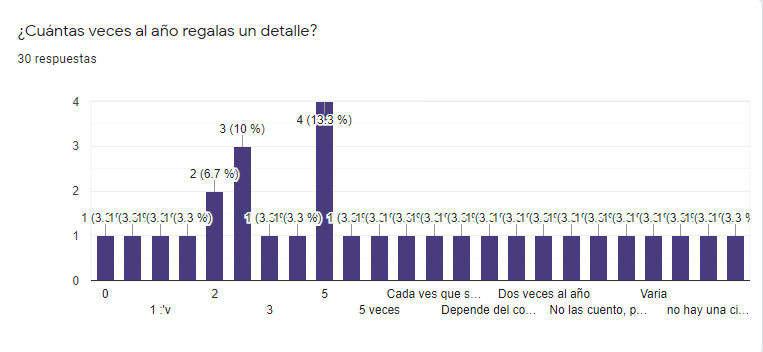 ¿Cuántas veces al año regalas un detalle?
30 respuestas
4
3
2
1
0
4 (13.3 %)
3 (10 %)
2 (6.7 %)
1 (3.3 %)
0
2
5
Cada ves que s...
Dos veces al año
Varia
1 :'v
3
5 veces
Depende del co...
No las cuento, p...
no hay una ci...